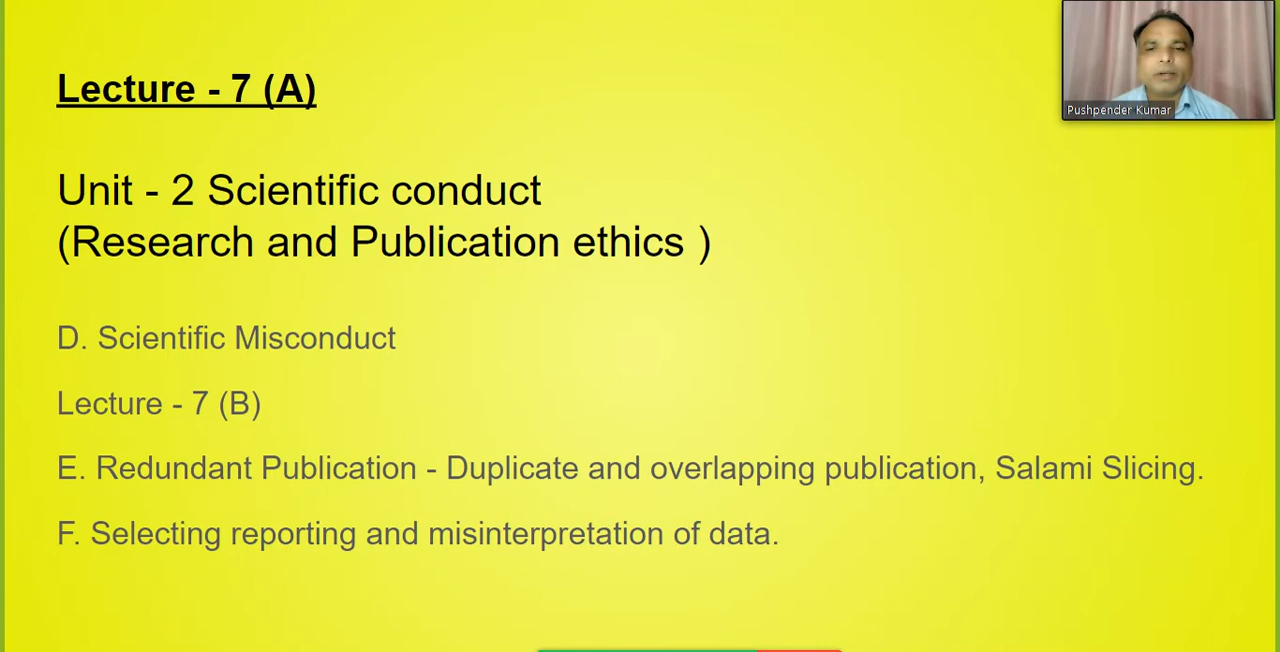 Lecture - 7 (A)
Unit - 2 Scientific conduct
(Research and Publication ethics )
D. Scientific Misconduct
Lecture - 7 (B)
E. Redundant Publication - Duplicate and overlapping publication, Salami Slicing.
F. Selecting reporting and misinterpretation of data.
Pushpender Kumar